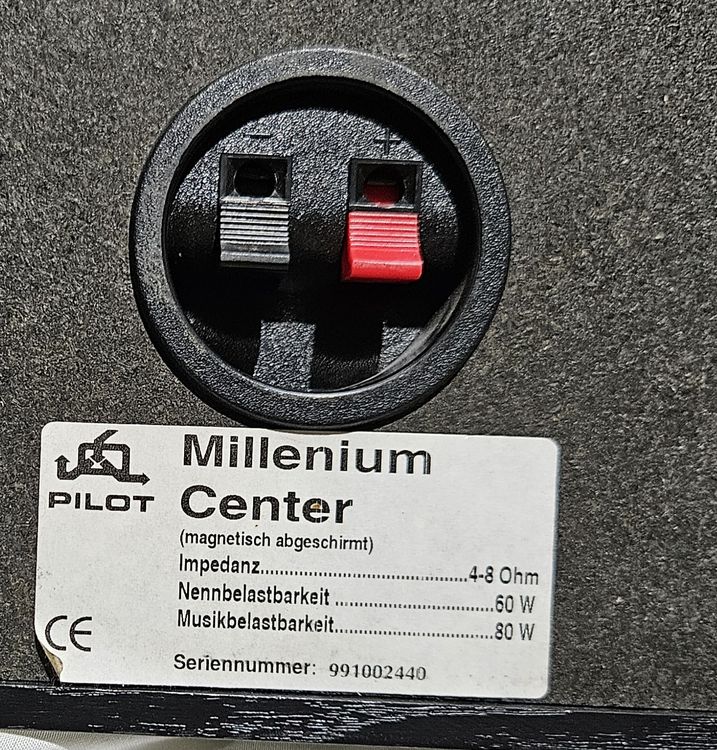 - +
PILOT
Millenium
Center
(magnetisch abgeschirmt)
Impedanz..........................................4-8 Ohm
Nennbelastbarkeit ................................60 W
Musikbelastbarkeit................................80 W
CE
Seriennummer: 991002440